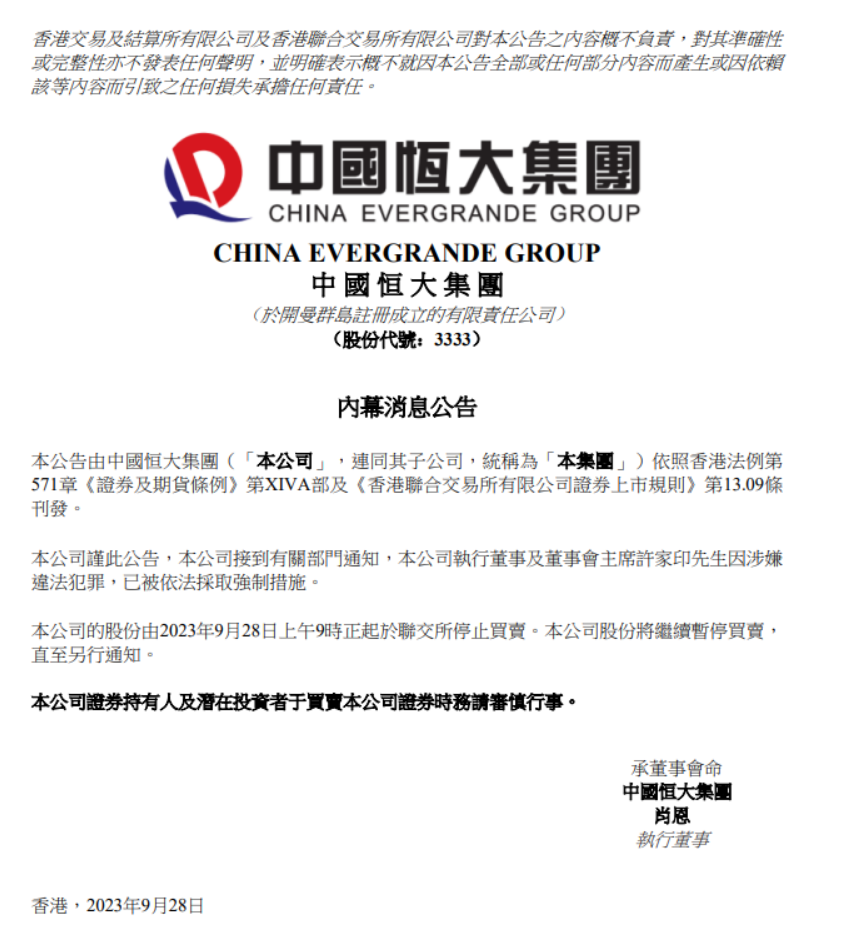 香港交易及結算所有限公司及香港聯合交易所有限公司對本公告之內容概不負責，對其準確性
或完整性亦不發表任何聲明，並明確表示概不就因本公告全部或任何部分內容而產生或因依賴
該等內容而引致之任何損失承擔任何責任。
中國恆大集團
CHINA EVERGRANDE GROUP
CHINA EVERGRANDE GROUP
中國恒大集團
（於開曼群島註冊成立的有限責任公司）
（股份代號：3333）
內幕消息公告
本公告由中國恒大集團（「本公司」，連同其子公司，統稱為「本集團」）依照香港法例第
571章《證券及期貨條例》第XIVA部及《香港聯合交易所有限公司證券上市規則》第13.09條
刊發。
本公司謹此公告，本公司接到有關部門通知，本公司執行董事及董事會主席許家印先生因涉嫌
違法犯罪，已被依法採取強制措施。
本公司的股份由2023年9月28日上午9時正起於聯交所停止買賣。本公司股份將繼續暫停買賣，
直至另行通知。
本公司證券持有人及潛在投資者于買賣本公司證券時務請審慎行事。
承董事會命
中國恒大集團
肖恩
執行董事
香港，2023年9月28日